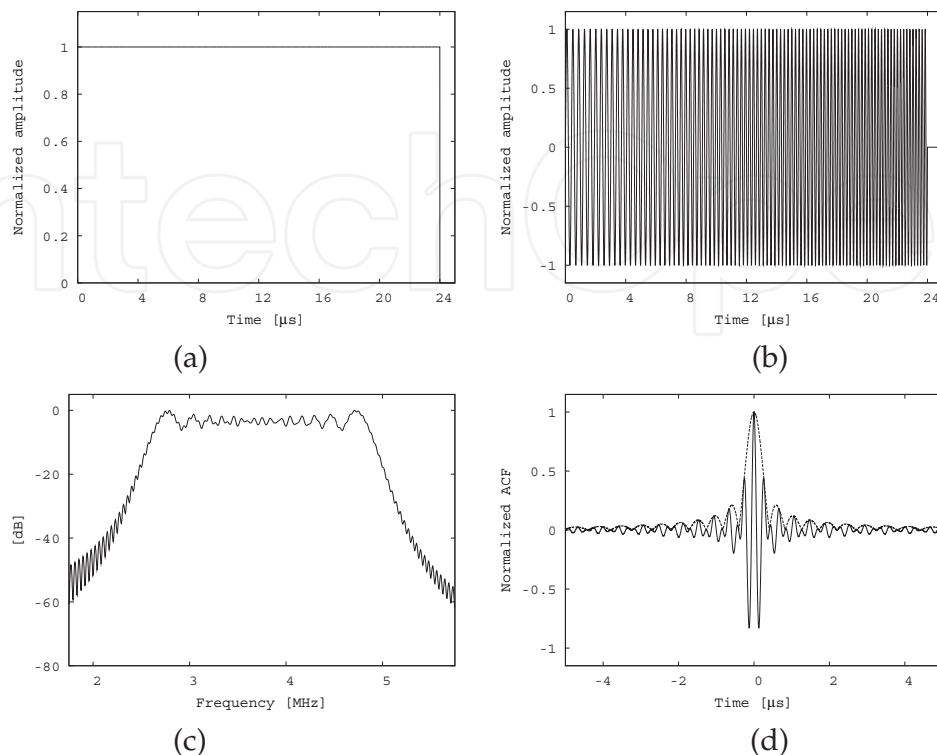 1
0.8
0.6
0.4
0.2
0
0 4 8 12 16 20 24
Normalized amplitude
Time [μs]
(a)
1
0.5
0
-0.5
-1
0 4 8 12 16 20 24
Normalized amplitude
Time [μs]
(b)
0
-20
-40
-60
-80
2 3 4 5
[dB]
Frequency [MHz]
(c)
1
0.5
0
-0.5
-1
-4 -2 0 2 4
Normalized ACF
Time [μs]
(d)
ntechOpe